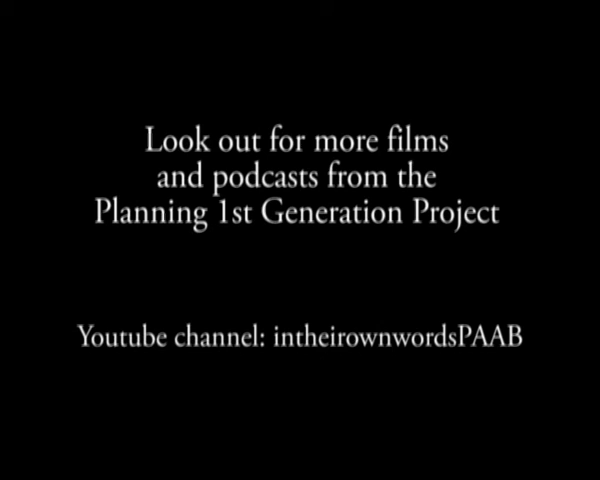 Look out for more films
and podcasts from the
Planning 1st Generation Project
Youtube channel: intheirownwordsPAAB